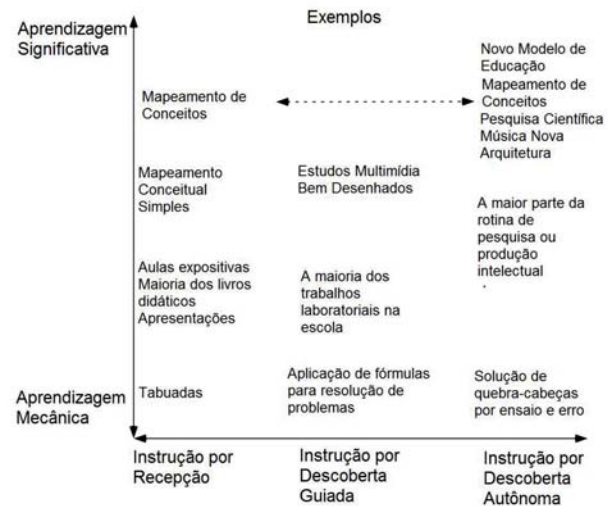 Exemplos
Aprendizagem
Significativa
Mapeamento de
Conceitos
Novo Modelo de
Educação
Mapeamento de
Conceitos
Pesquisa Científica
Música Nova
Arquitetura
Mapeamento
Conceitual
Simples
Estudos Multimídia
Bem Desenhados
A maior parte da
rotina de
pesquisa ou
produção
intelectual
Aulas expositivas
Maioria dos livros
didáticos
Apresentações
A maioria dos
trabalhos
laboratoriais na
escola
Aprendizagem
Mecânica
Tabuadas
Aplicação de fórmulas
para resolução de
problemas
Solução de
quebra-cabeças
por ensaio e erro
Instrução por
Recepção
Instrução por
Descoberta
Guiada
Instrução por
Descoberta
Autônoma